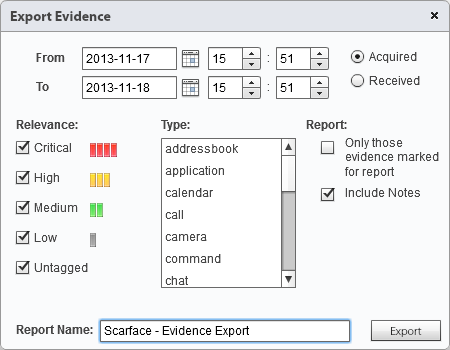 Export Evidence
From 2013-11-17 15 : 51 Acquired
To 2013-11-18 15 : 51 Received
Relevance: Type: Report:
Critical
High
Medium
Low
Untagged
addressbook
application
calendar
call
camera
command
chat
Only those
evidence marked
for report
Include Notes
Report Name: Scarface - Evidence Export Export